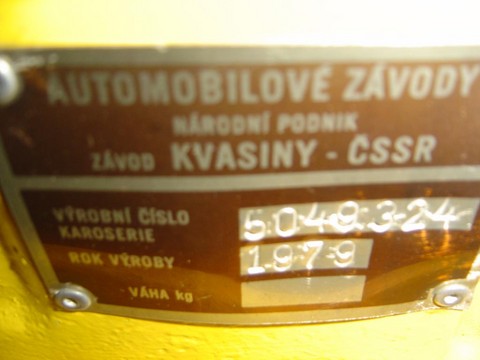 AUTOMOBILOVÉ ZÁVODY
NÁRODNÍ PODNIK
ZÁVOD KVASINY - ČSSR
VÝROBNÍ ČÍSLO 5049324
KAROSERIE
ROK VÝROBY 1979
VÁHA kg